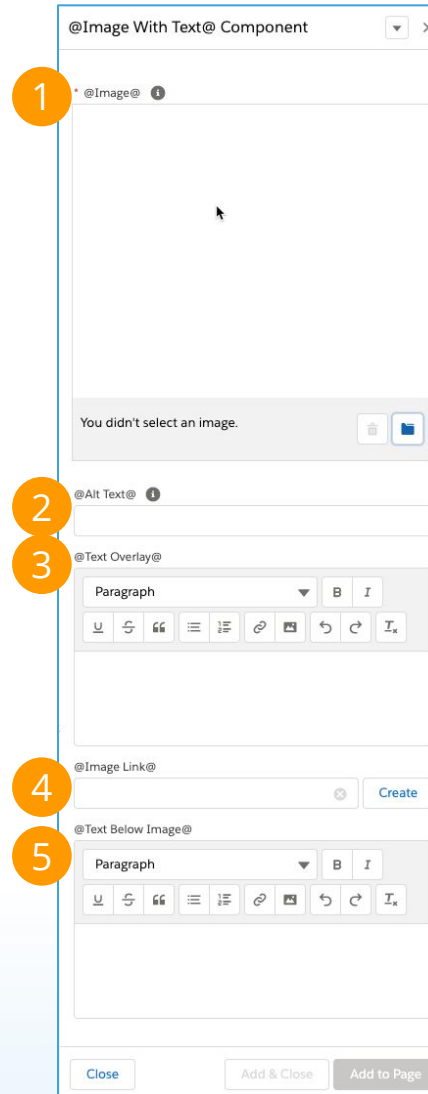 @Image With Text@ Component
1
* @Image@
You didn't select an image.
2
@Alt Text@
3
@Text Overlay@
Paragraph
B I
U S
@Image Link@
4
Create
@Text Below Image@
5
Paragraph
B I
U S
Close
Add & Close
Add to Page